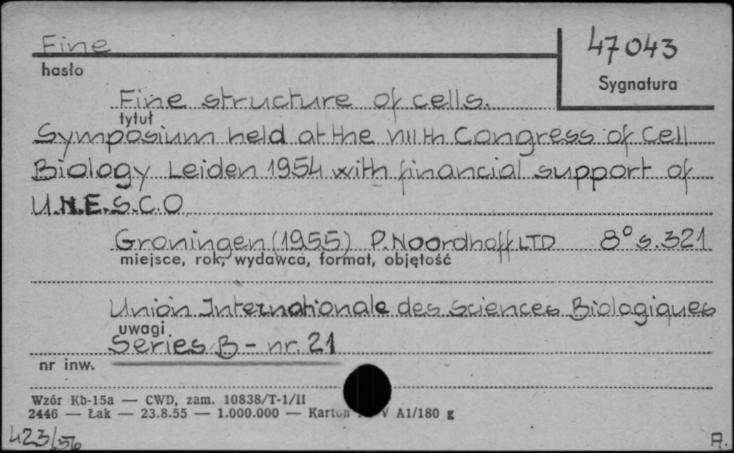 Fine
47043
hasło
Sygnatura
Fine structure of cells.
tytuł
Symposium held at the VIIIth Congress of Cell
Biology Leiden 1954 with financial support of
U.N.E.S.C.O
Groningen (1955) P. Noordhoff LTD 8° s. 321
miejsce, rok, wydawca, format, objętość
Union Internationale des Sciences Biologiques
uwagi
Series B - nr. 21
nr inw.
Wzór Kb-15a — CWD, zam. 10838/T-1/II
2446 — Łak — 23.8.55 — 1.000.000 — Karton V A1/180 g
423/56
A.